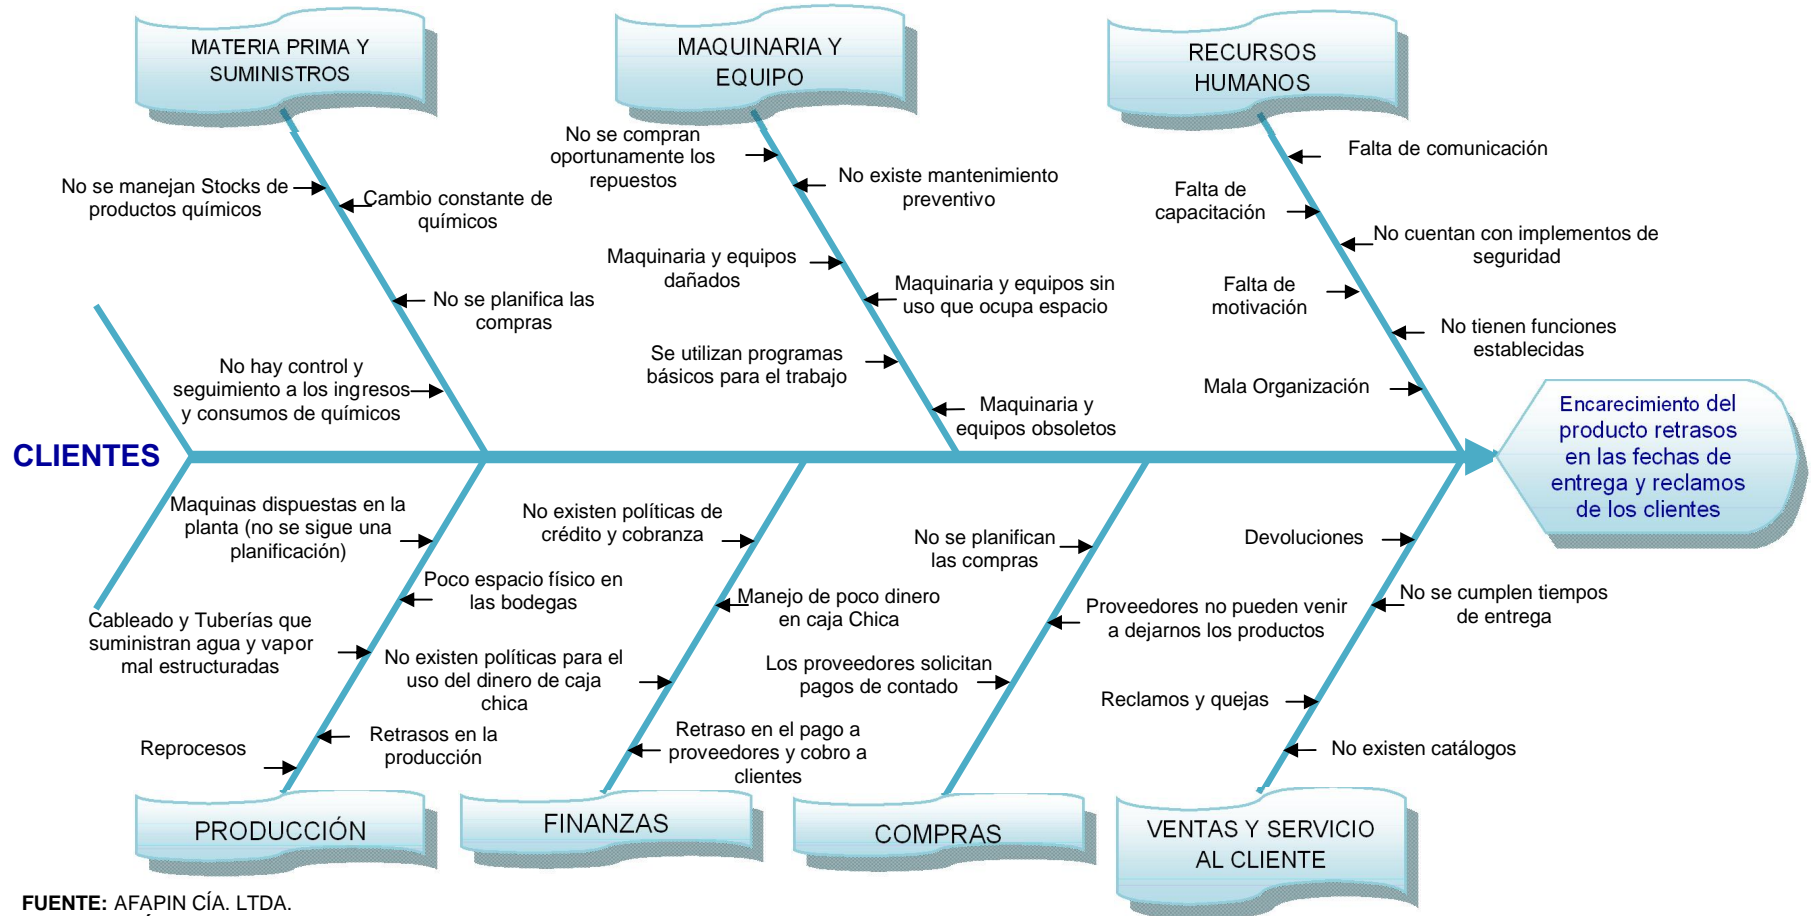 MATERIA PRIMA Y
SUMINISTROS
MAQUINARIA Y
EQUIPO
RECURSOS
HUMANOS
No se manejan Stocks de
productos químicos
Cambio constante de
químicos
No se planifica las
compras
No hay control y
seguimiento a los ingresos
y consumos de químicos
No se compran
oportunamente los
repuestos
No existe mantenimiento
preventivo
Maquinaria y equipos
dañados
Maquinaria y equipos sin
uso que ocupa espacio
Se utilizan programas
básicos para el trabajo
Maquinaria y
equipos obsoletos
Falta de comunicación
Falta de
capacitación
No cuentan con implementos de
seguridad
Falta de
motivación
No tienen funciones
establecidas
Mala Organización
CLIENTES
Encarecimiento del
producto retrasos
en las fechas de
entrega y reclamos
de los clientes
Maquinas dispuestas en la
planta (no se sigue una
planificación)
Poco espacio físico en
las bodegas
Cableado y Tuberías que
suministran agua y vapor
mal estructuradas
Retrasos en la
producción
Reprocesos
No existen políticas de
crédito y cobranza
Manejo de poco dinero
en caja Chica
No existen políticas para el
uso del dinero de caja
chica
Retraso en el pago a
proveedores y cobro a
clientes
No se planifican
las compras
Proveedores no pueden venir
a dejarnos los productos
Los proveedores solicitan
pagos de contado
Devoluciones
No se cumplen tiempos
de entrega
Reclamos y quejas
No existen catálogos
PRODUCCIÓN
FINANZAS
COMPRAS
VENTAS Y SERVICIO
AL CLIENTE
FUENTE: AFAPIN CÍA. LTDA.